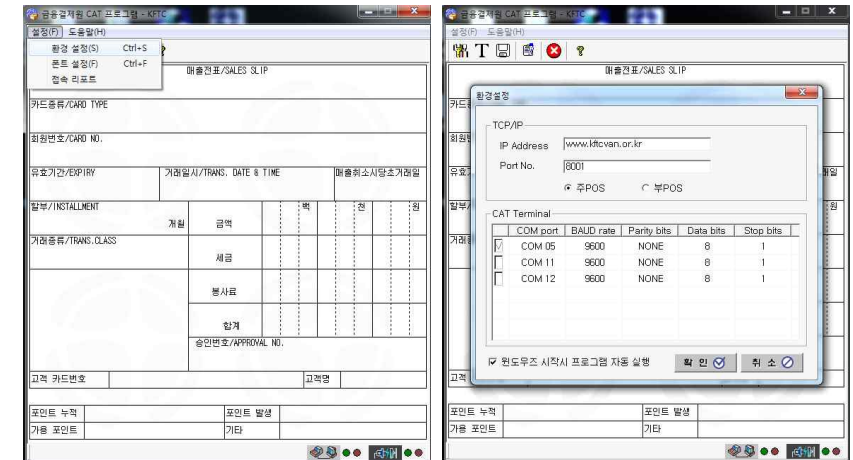 금융결제원 CAT 프로그램 - KFTC
설정(F) 도움말(H)
환경 설정(S) Ctrl+S
폰트 설정(F) Ctrl+F
접속 리포트
매출전표/SALES SLIP
카드종류/CARD TYPE
회원번호/CARD NO.
유효기간/EXPIRY 거래일시/TRANS. DATE & TIME 매출취소시당초거래일
할부/INSTALLMENT 개월 금액 백 천 원
거래종류/TRANS.CLASS 세금
봉사료
합계
승인번호/APPROVAL NO.
고객 카드번호 고객명
포인트 누적 포인트 발생
가용 포인트 기타
금융결제원 CAT 프로그램 - KFTC
설정(F) 도움말(H)
매출전표/SALES SLIP
환경설정
TCP/IP
IP Address www.kftcvan.or.kr
Port No. 8001
주POS 부POS
CAT Terminal
COM port BAUD rate Parity bits Data bits Stop bits
COM 05 9600 NONE 8 1
COM 11 9600 NONE 8 1
COM 12 9600 NONE 8 1
윈도우즈 시작시 프로그램 자동 실행 확 인 취 소
고객
포인트 누적 포인트 발생
가용 포인트 기타